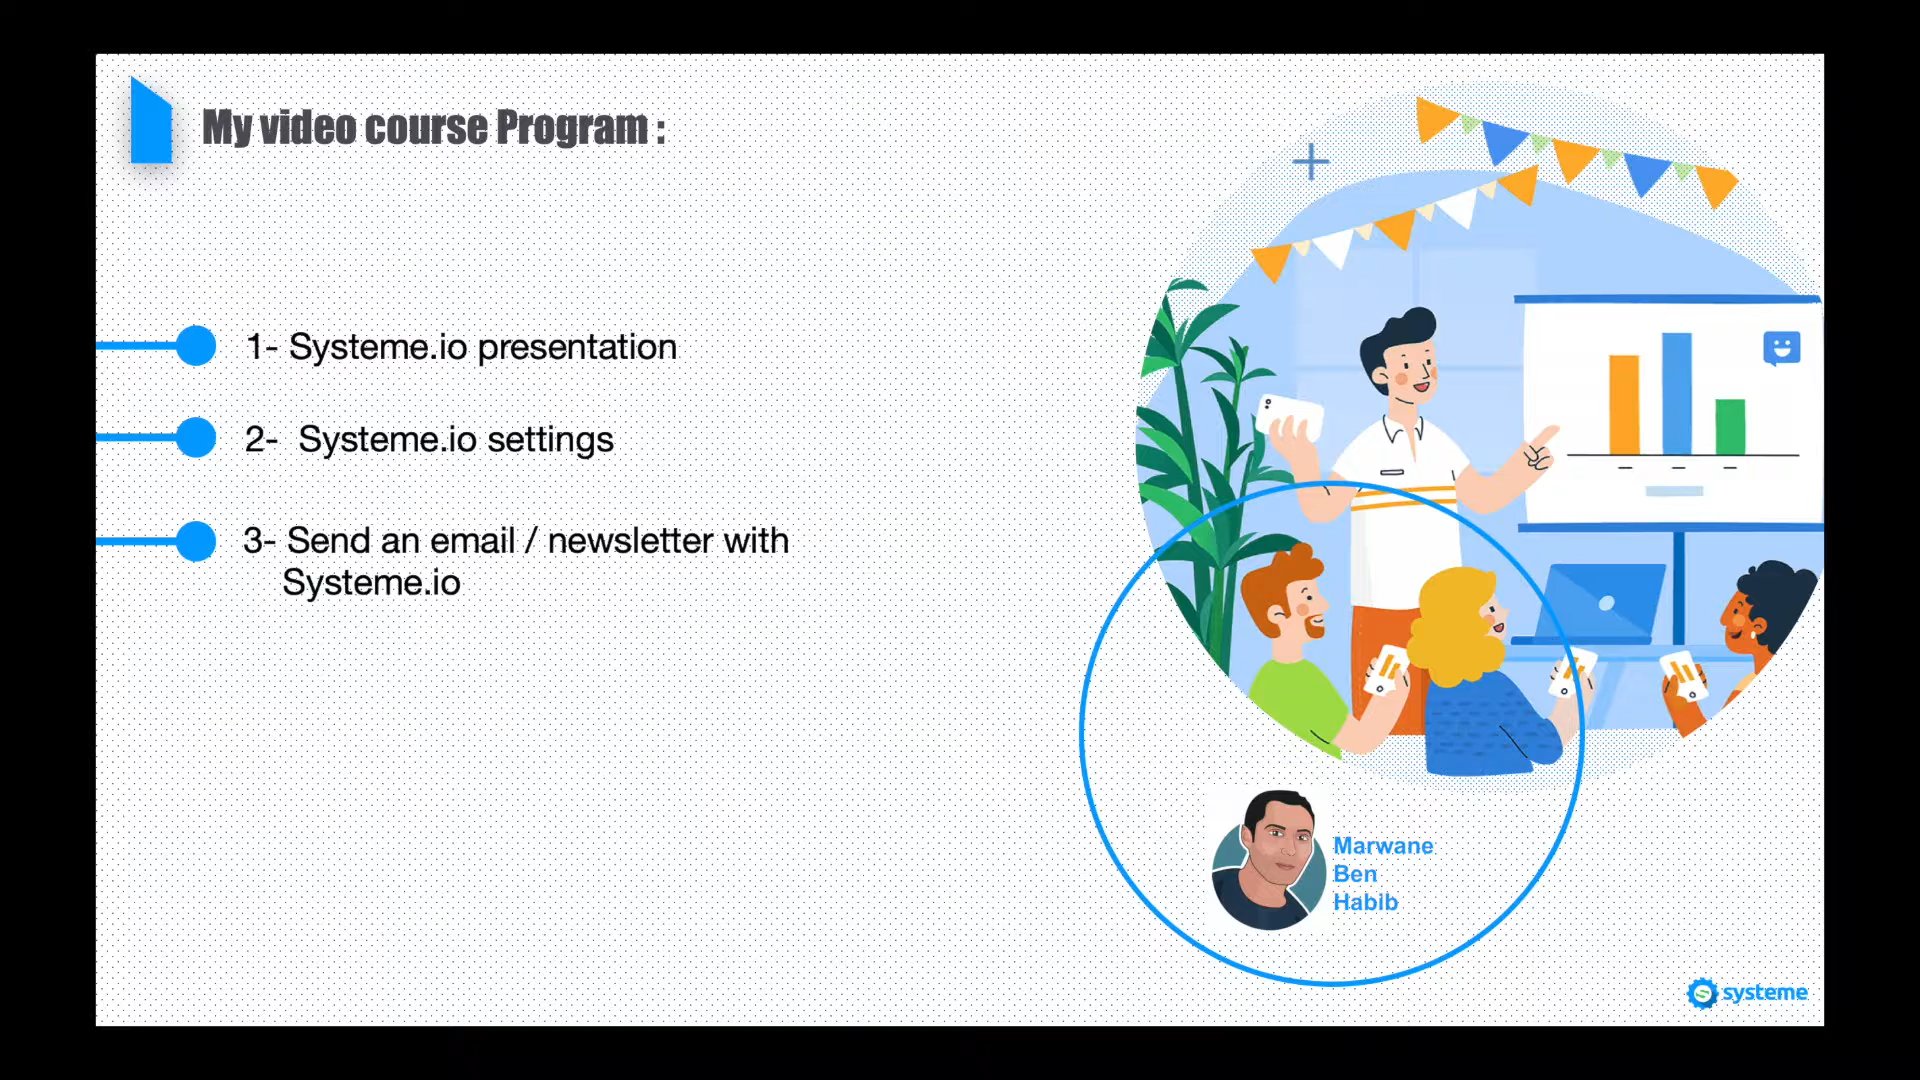 My video course Program :
1- Systeme.io presentation
2- Systeme.io settings
3- Send an email / newsletter with
Systeme.io
Marwane
Ben
Habib
systeme